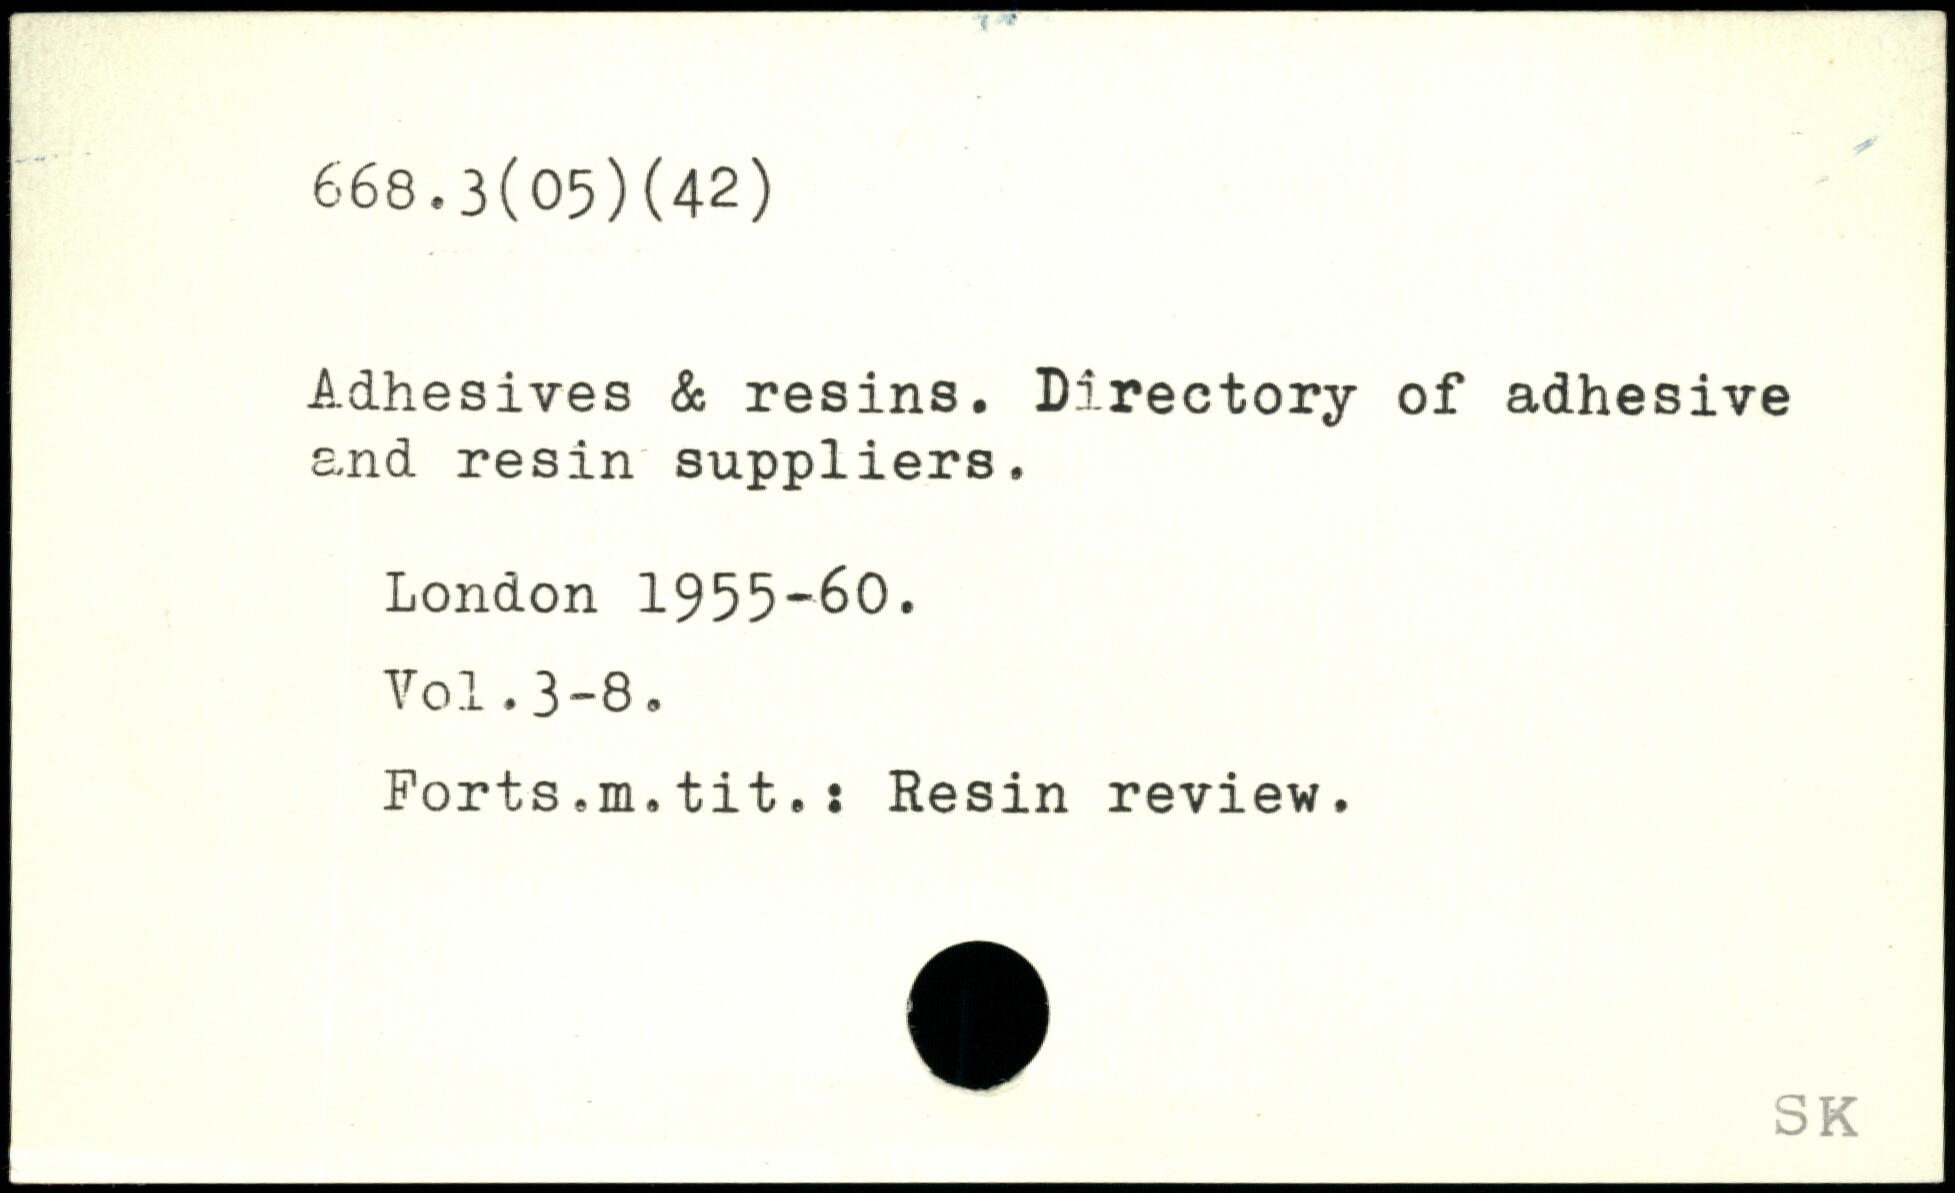 668.3(05)(42)
Adhesives & resins. Directory of adhesive
and resin suppliers.
London 1955-60.
Vol.3-8.
Forts.m.tit.: Resin review.
SK